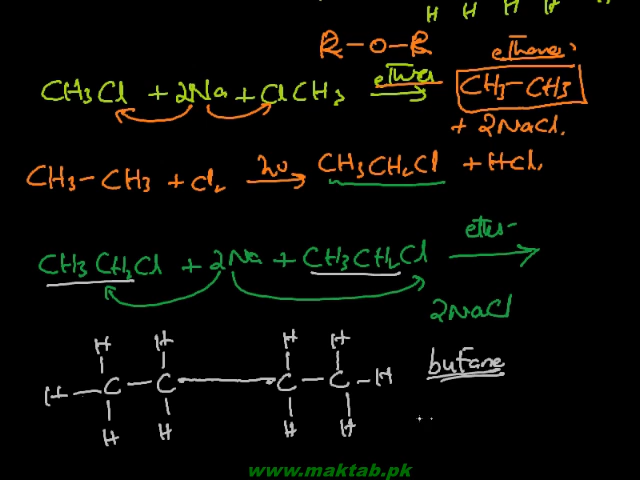 H H H H
R-O-R
ethane.
CH3Cl + 2Na + ClCH3 ether → CH3-CH3
+ 2NaCl.
CH3-CH3 + Cl2 hν → CH3CH2Cl + HCl.
CH3CH2Cl + 2Na + CH3CH2Cl ether →
2NaCl
H H H H
H-C-C-C-C-H
H H H H
butane
www.maktab.pk